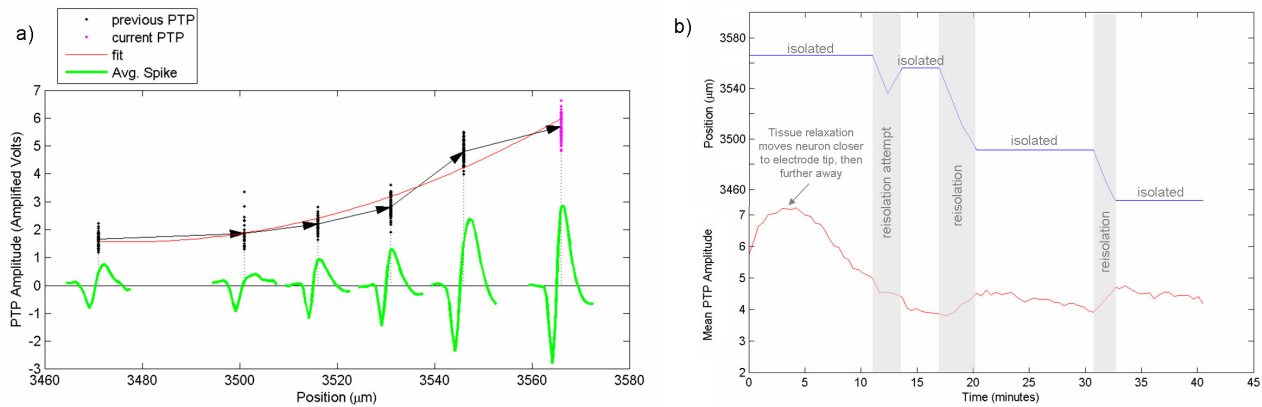 a)
previous PTP
current PTP
fit
Avg. Spike
PTP Amplitude (Amplified Volts)
7
6
5
4
3
2
1
0
-1
-2
-3
3460
3480
3500
3520
3540
3560
3580
Position (μm)
b)
Position (μm)
3580
3540
3500
3460
isolated
isolated
isolated
isolated
Tissue relaxation
moves neuron closer
to electrode tip, then
further away
reisolation attempt
reisolation
reisolation
Mean PTP Amplitude
7
6
5
4
3
2
0
5
10
15
20
25
30
35
40
45
Time (minutes)